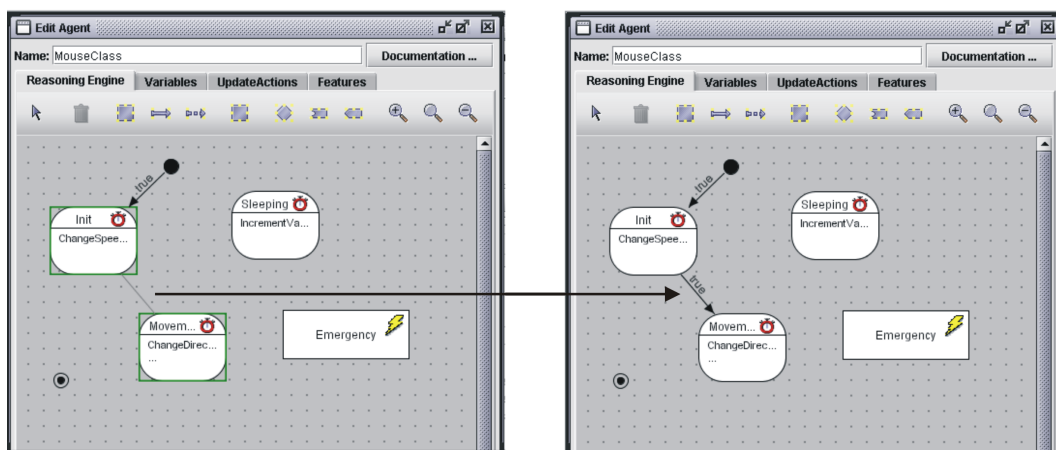 Edit Agent
Name: MouseClass Documentation ...
Reasoning Engine Variables UpdateActions Features
true
Init
ChangeSpee...
Sleeping
IncrementVa...
Movem...
ChangeDirec...
...
Emergency
Edit Agent
Name: MouseClass Documentation ...
Reasoning Engine Variables UpdateActions Features
true
Init
ChangeSpee...
Sleeping
IncrementVa...
true
Movem...
ChangeDirec...
...
Emergency